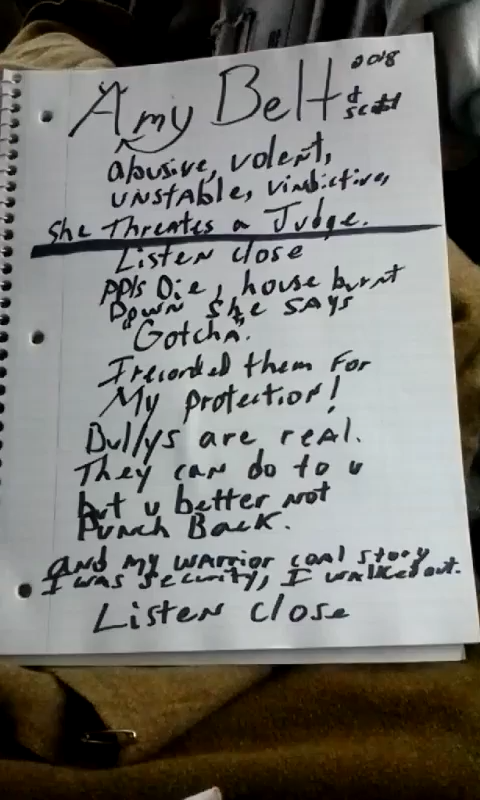 2018
Amy Belt &
Scott
abusive, volent,
UNSTABLE, vindictive,
She Threates a Judge.
Listen close
ppls Die, house burnt
Down she says
Gotcha.
I recorded them For
My protection!
Bullys are real.
They can do to u
but u better not
Punch Back.
and my warrior coal story
I was security, I walked out.
Listen close